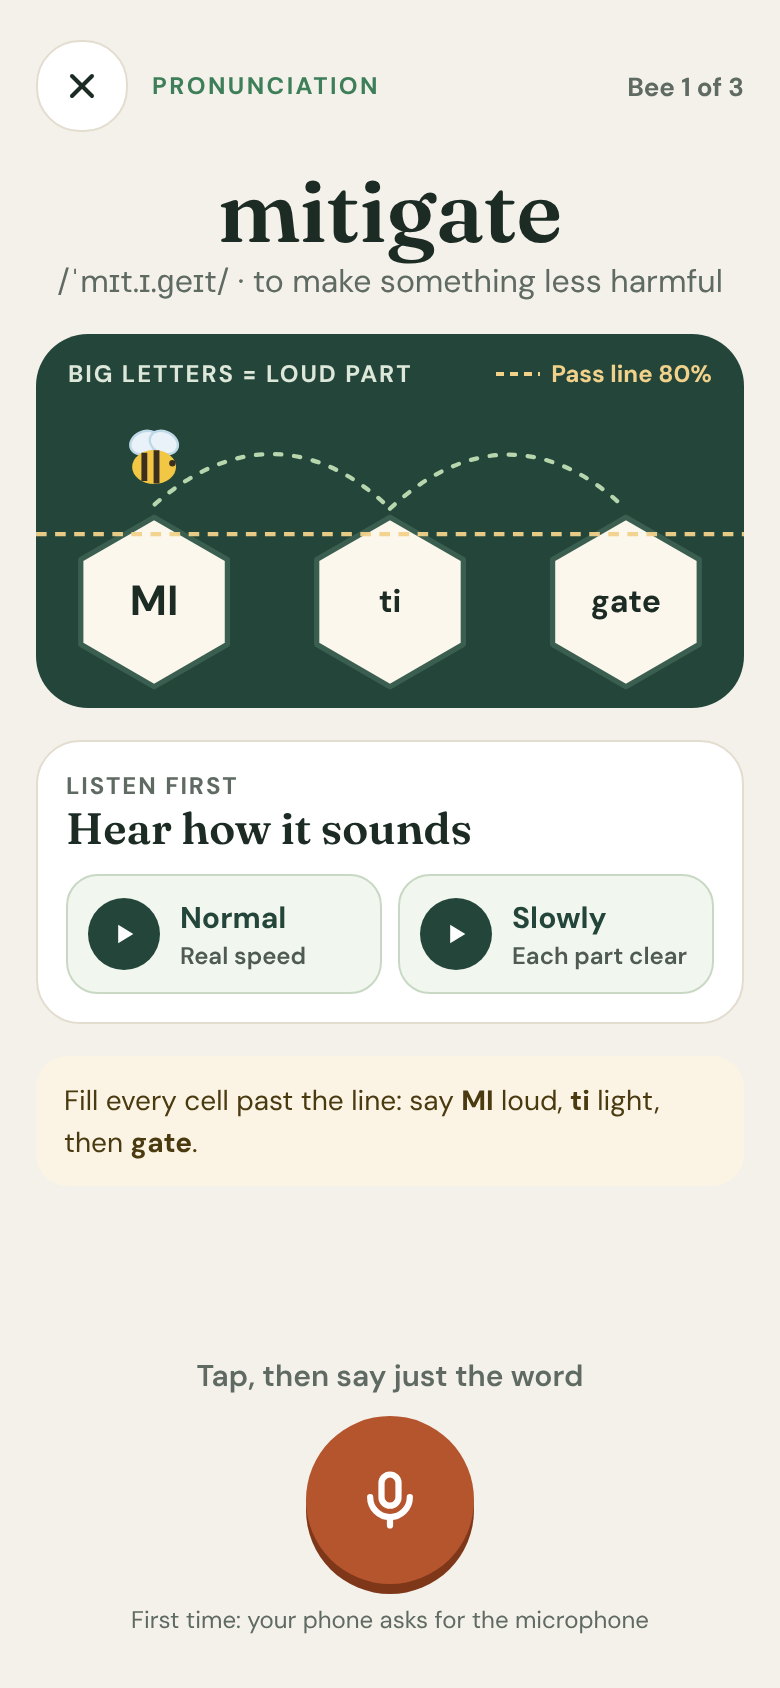 PRONUNCIATION
Bee 1 of 3
mitigate
/ˈmɪt.ɪ.ɡeɪt/ · to make something less harmful
BIG LETTERS = LOUD PART
Pass line 80%
MI
ti
gate
LISTEN FIRST
Hear how it sounds
Normal
Real speed
Slowly
Each part clear
Fill every cell past the line: say MI loud, ti light,
then gate.
Tap, then say just the word
First time: your phone asks for the microphone